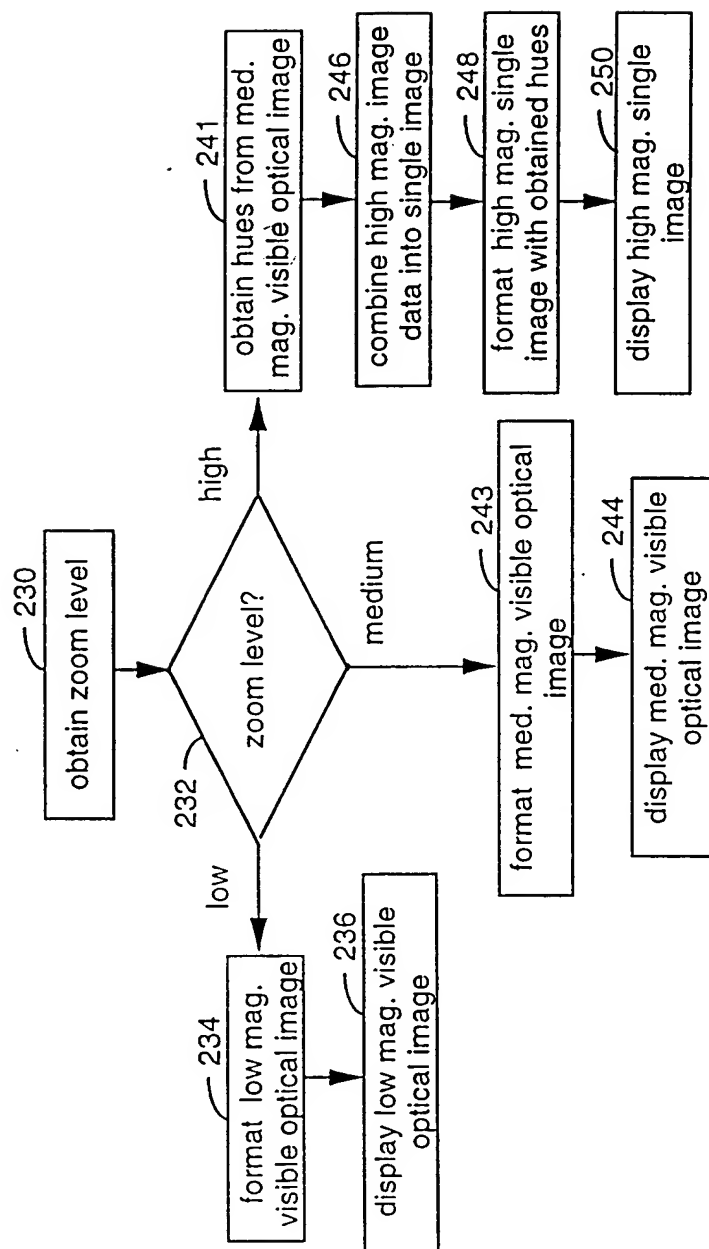 230
obtain zoom level
232
zoom level?
low
medium
high
234
format low mag.
visible optical image
236
display low mag. visible
optical image
243
format med. mag. visible optical
image
244
display med. mag. visible
optical image
241
obtain hues from med.
mag. visible optical image
246
combine high mag. image
data into single image
248
format high mag. single
image with obtained hues
250
display high mag. single
image